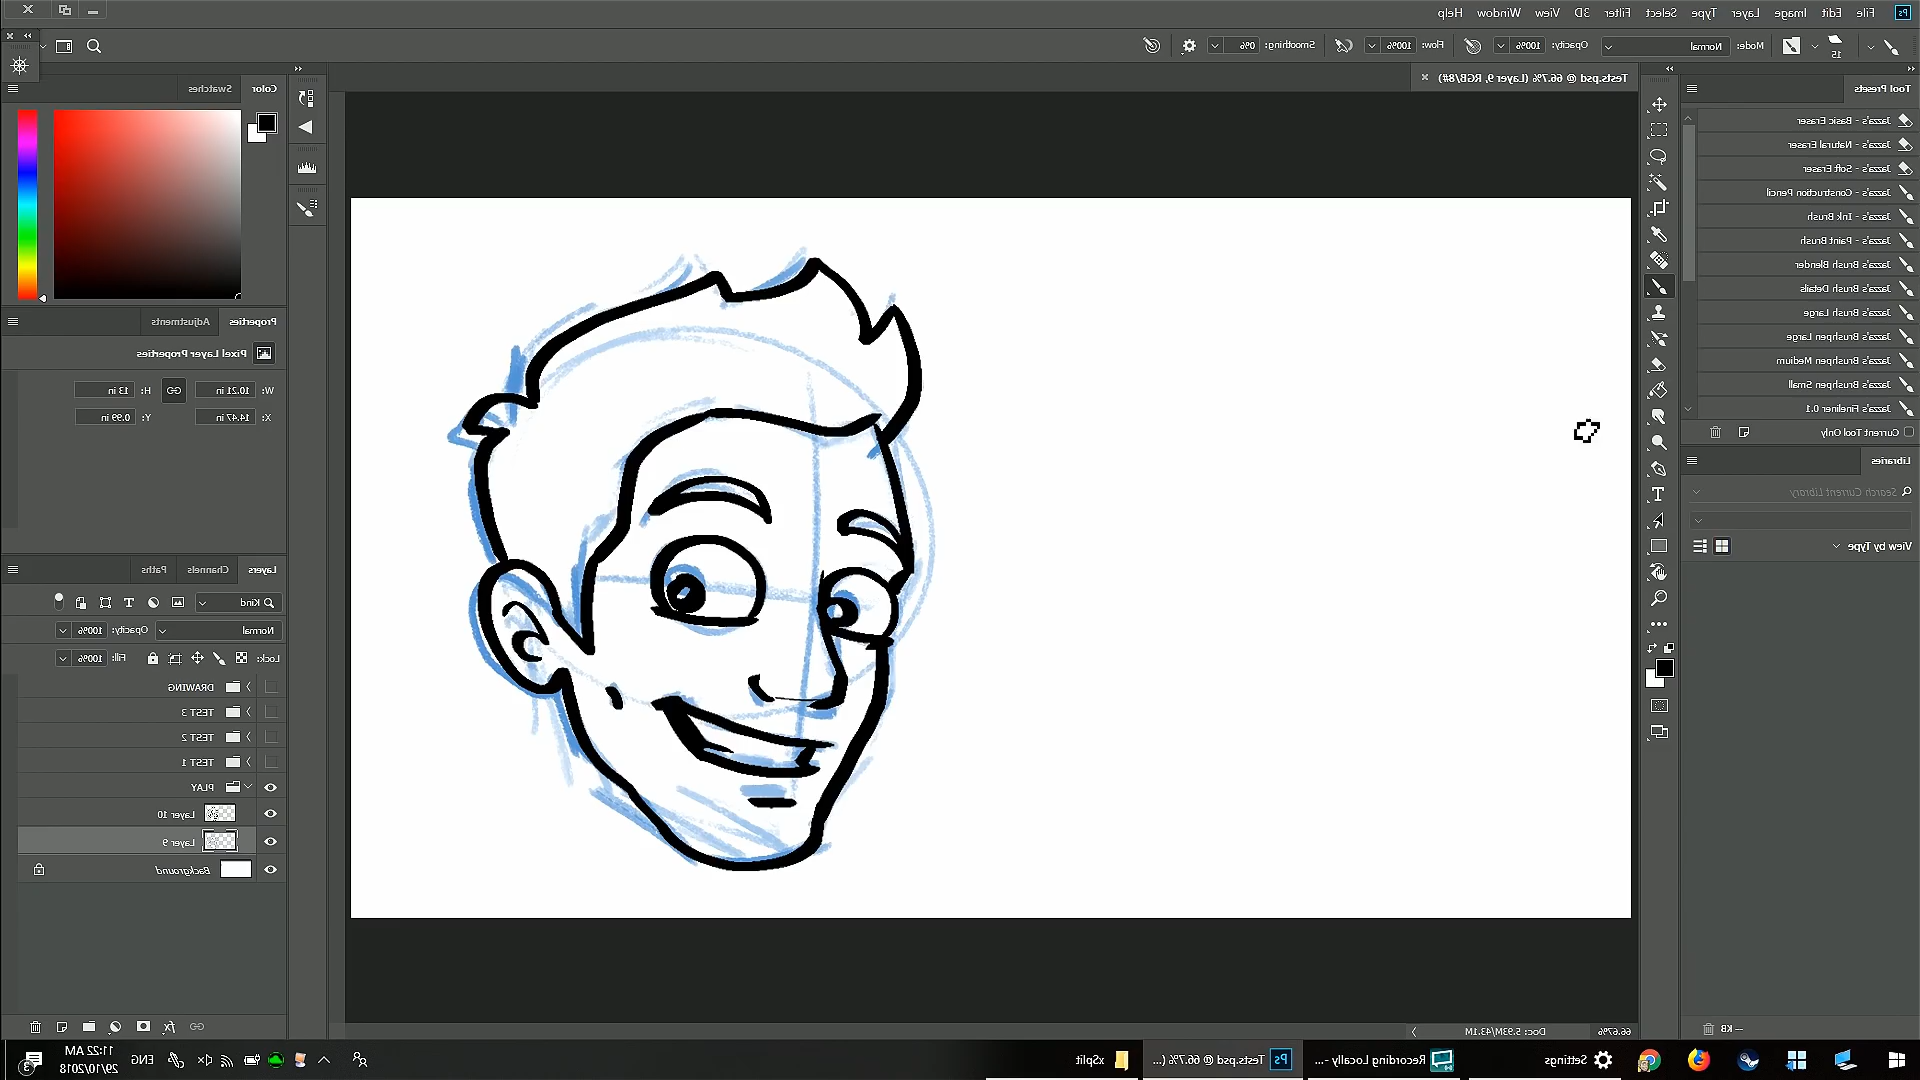 File Edit Image Layer Type Select Filter 3D View Window Help
15 Mode: Normal Opacity: 100% Flow: 100% Smoothing: 0%
Tests.psd @ 66.7% (Layer 9, RGB/8#)
Tool Presets
Jazza's - Basic Eraser
Jazza's - Natural Eraser
Jazza's - Soft Eraser
Jazza's - Construction Pencil
Jazza's - Ink Brush
Jazza's - Paint Brush
Jazza's - Brush Blender
Jazza's - Brush Details
Jazza's - Brush Large
Jazza's - Brushpen Large
Jazza's - Brushpen Medium
Jazza's - Brushpen Small
Jazza's - Fineliner 0.1
Current Tool Only
Libraries
Search Current Library
View by Type
-- KB
Color Swatches
Properties Adjustments
Pixel Layer Properties
W: 10.21 in H: 13 in
X: 14.47 in Y: 0.99 in
Layers Channels Paths
Kind
Normal Opacity: 100%
Lock: Fill: 100%
DRAWING
TEST 3
TEST 2
TEST 1
PLAY
Layer 10
Layer 9
Background
fx
66.67% Doc: 5.93M/43.1M
Settings
Recording Locally -...
Ps Tests.psd @ 66.7% (...
xSplit
ENG
11:22 AM
29/10/2018
3